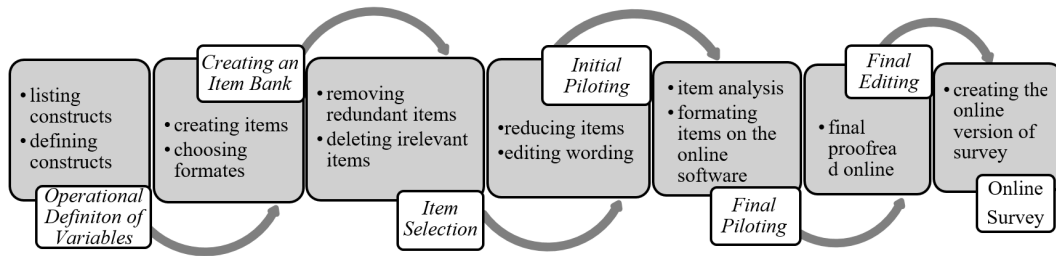 • listing
constructs
• defining
constructs
Operational
Definiton of
Variables
Creating an
Item Bank
• creating items
• choosing
formates
• removing
redundant items
• deleting irelevant
items
Item
Selection
Initial
Piloting
• reducing items
• editing wording
• item analysis
• formating
items on the
online
software
Final
Piloting
Final
Editing
• final
proofrea
d online
• creating the
online
version of
survey
Online
Survey